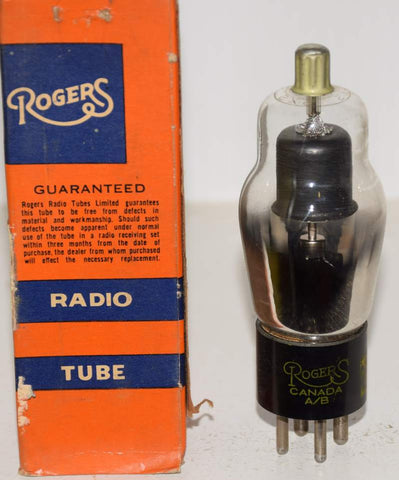 ROGERS
GUARANTEED
Rogers Radio Tubes Limited guarantees
this tube to be free from defects in
material and workmanship. Should such
defects become apparent under normal
use of the tube in a radio receiving set
within three months from the date of
purchase, the dealer from whom purchased
will effect the necessary replacement.
RADIO
TUBE
ROGERS
CANADA
A/B